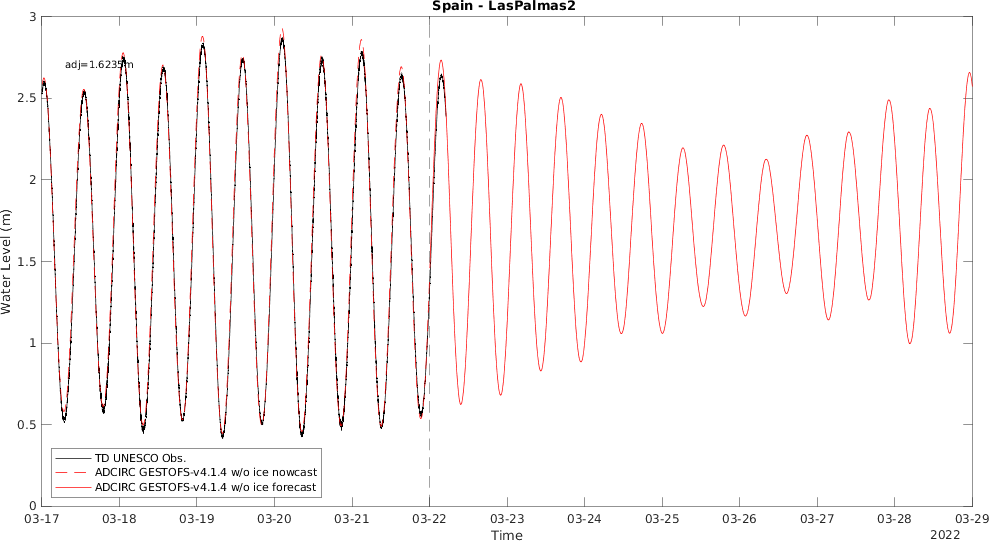 Spain - LasPalmas2
3
2.5
2
1.5
1
0.5
0
Water Level (m)
adj=1.6235m
TD UNESCO Obs.
ADCIRC GESTOFS-v4.1.4 w/o ice nowcast
ADCIRC GESTOFS-v4.1.4 w/o ice forecast
03-17 03-18 03-19 03-20 03-21 03-22 03-23 03-24 03-25 03-26 03-27 03-28 03-29
Time
2022